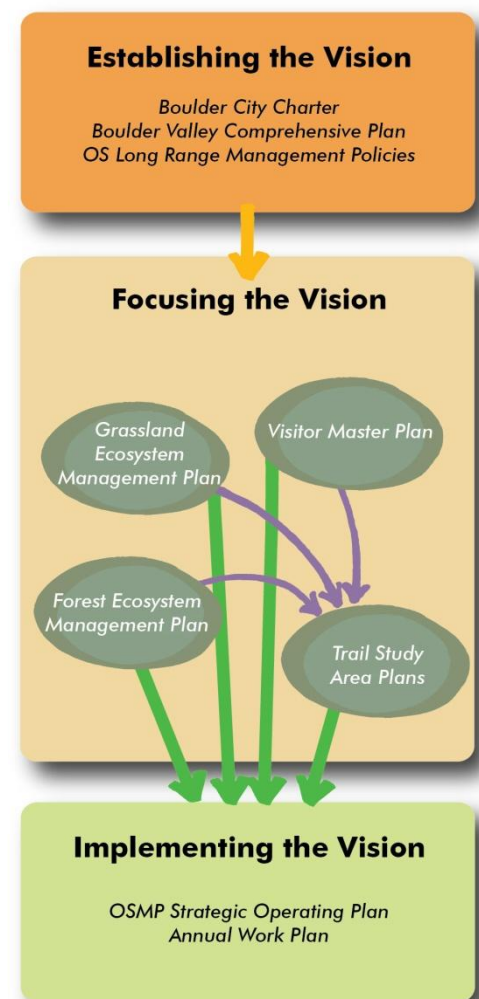 Establishing the Vision
Boulder City Charter
Boulder Valley Comprehensive Plan
OS Long Range Management Policies
Focusing the Vision
Grassland
Ecosystem
Management Plan
Visitor Master Plan
Forest Ecosystem
Management Plan
Trail Study
Area Plans
Implementing the Vision
OSMP Strategic Operating Plan
Annual Work Plan